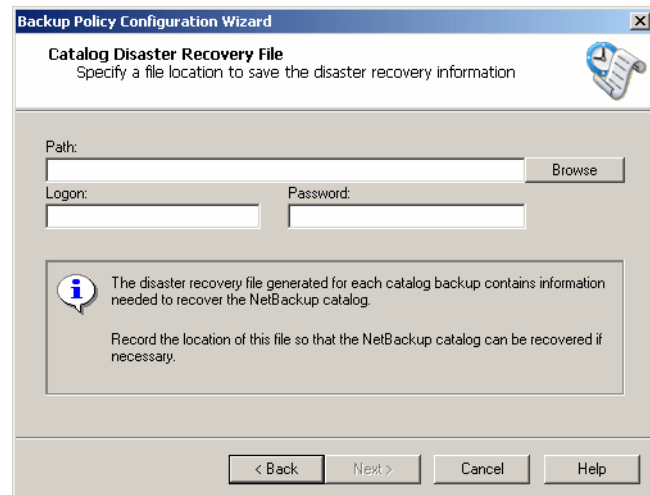 Backup Policy Configuration Wizard
Catalog Disaster Recovery File
Specify a file location to save the disaster recovery information
Path:
Browse
Logon:
Password:
The disaster recovery file generated for each catalog backup contains information
needed to recover the NetBackup catalog.
Record the location of this file so that the NetBackup catalog can be recovered if
necessary.
< Back
Next >
Cancel
Help